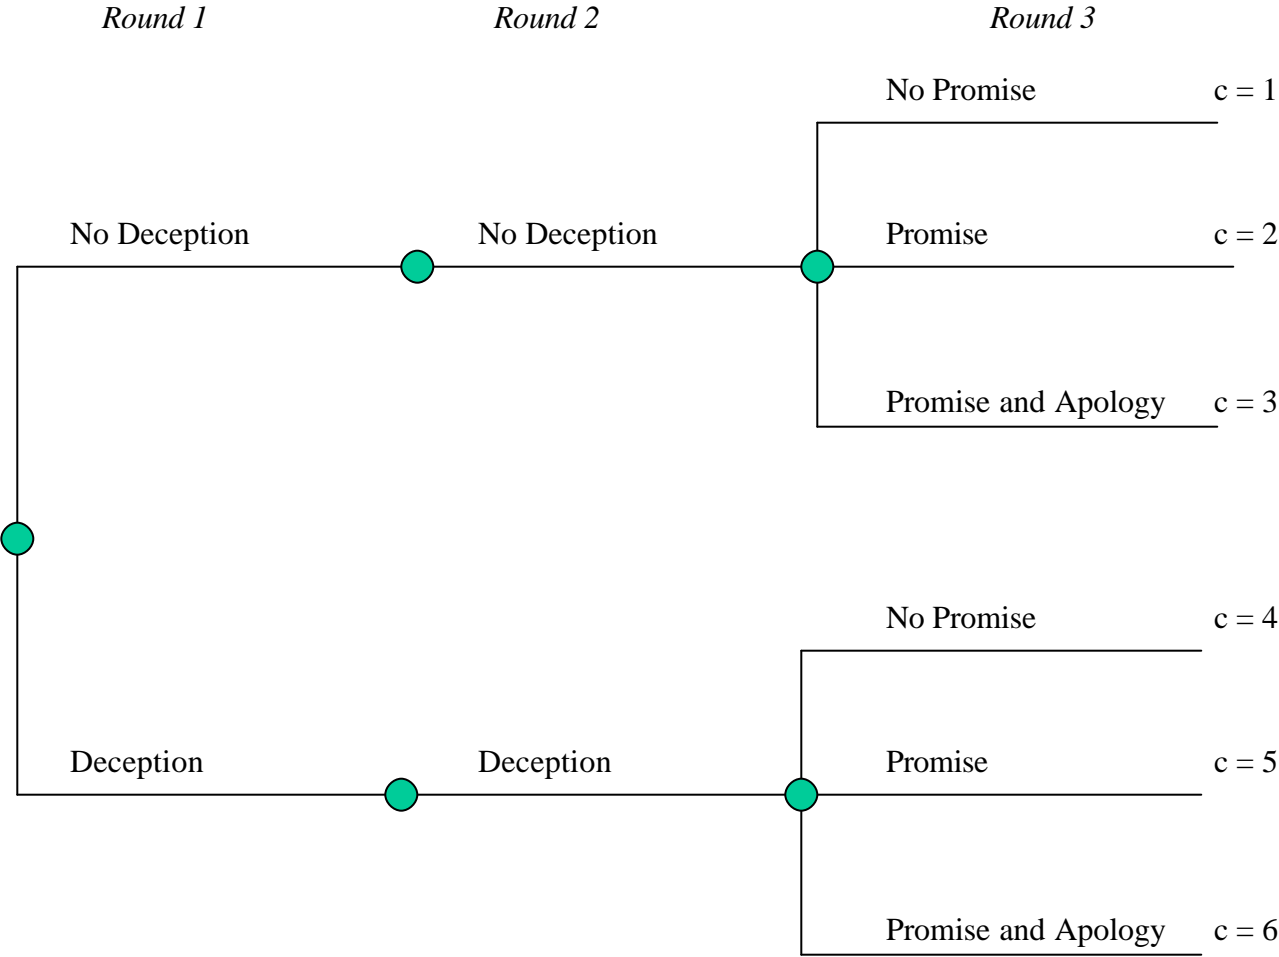 Round 1 Round 2 Round 3
No Promise c = 1
No Deception No Deception Promise c = 2
Promise and Apology c = 3
No Promise c = 4
Deception Deception Promise c = 5
Promise and Apology c = 6